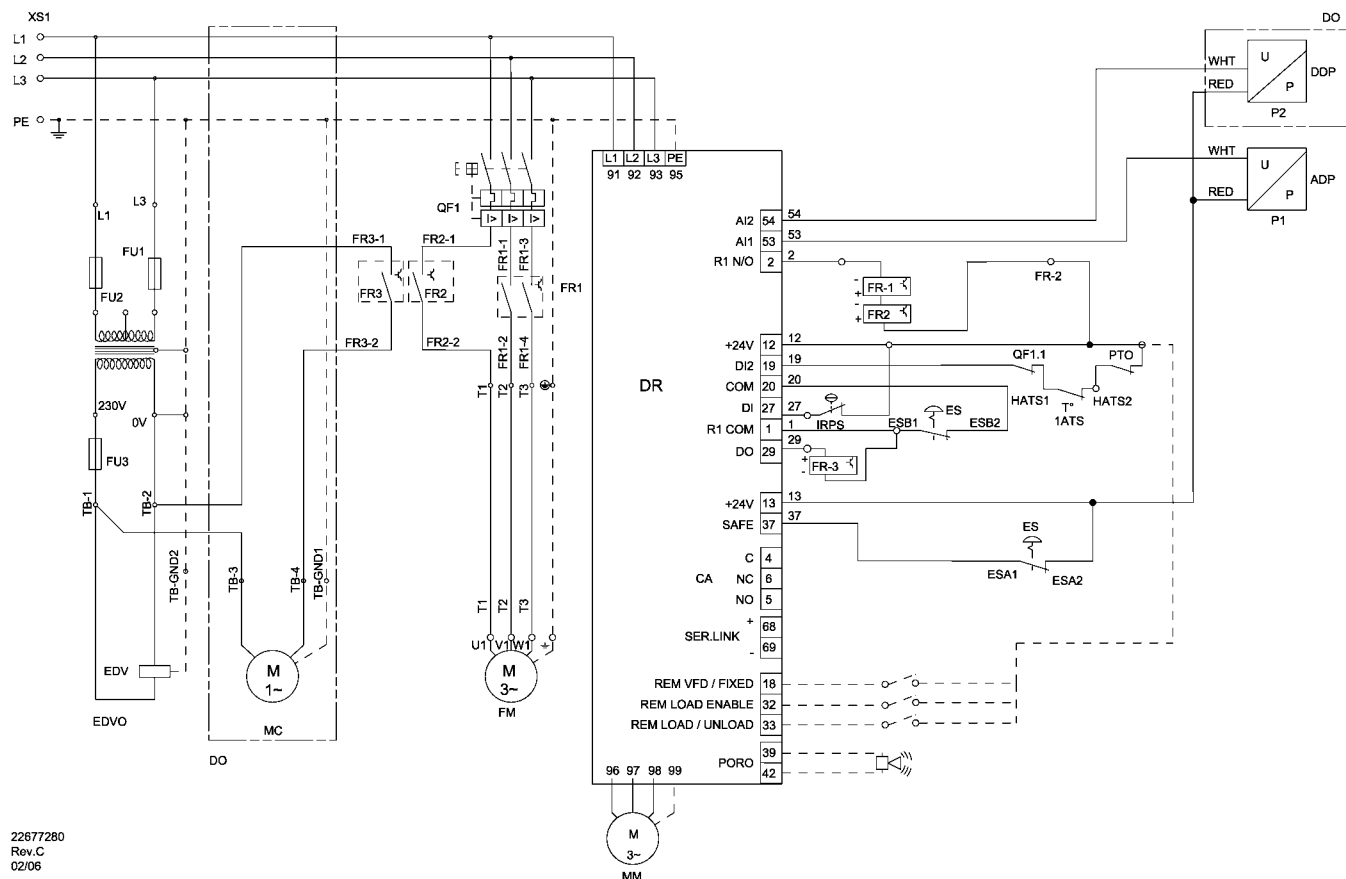 XS1
DO
L1
L2
L3
PE
WHT
RED
U
P
DDP
P2
WHT
RED
U
P
ADP
P1
L1 L2 L3 PE
91 92 93 95
L1
L3
FU1
FU2
QF1
I> I> I>
FR3-1
FR2-1
FR1-1
FR1-3
FR3
FR2
FR1
FR3-2
FR2-2
FR1-2
FR1-4
T1
T2
T3
AI2 54 54
AI1 53 53
R1 N/O 2 2
FR-2
- FR-1
+
- FR2
+
DR
+24V 12 12
DI2 19 19
COM 20 20
DI 27 27
R1 COM 1 1
DO 29 29
QF1.1
PTO
HATS1
T°
1ATS
HATS2
IRPS
ESB1
ES
ESB2
+
- FR-3
230V
0V
FU3
TB-1
TB-2
TB-GND2
TB-3
TB-4
TB-GND1
T1
T2
T3
+24V 13 13
SAFE 37 37
ES
ESA1
ESA2
C 4
CA NC 6
NO 5
+ 68
SER.LINK
- 69
EDV
EDVO
M
1~
MC
DO
U1 V1 W1
M
3~
FM
REM VFD / FIXED 18
REM LOAD ENABLE 32
REM LOAD / UNLOAD 33
PORO
39
42
96 97 98 99
M
3~
MM
22677280
Rev.C
02/06